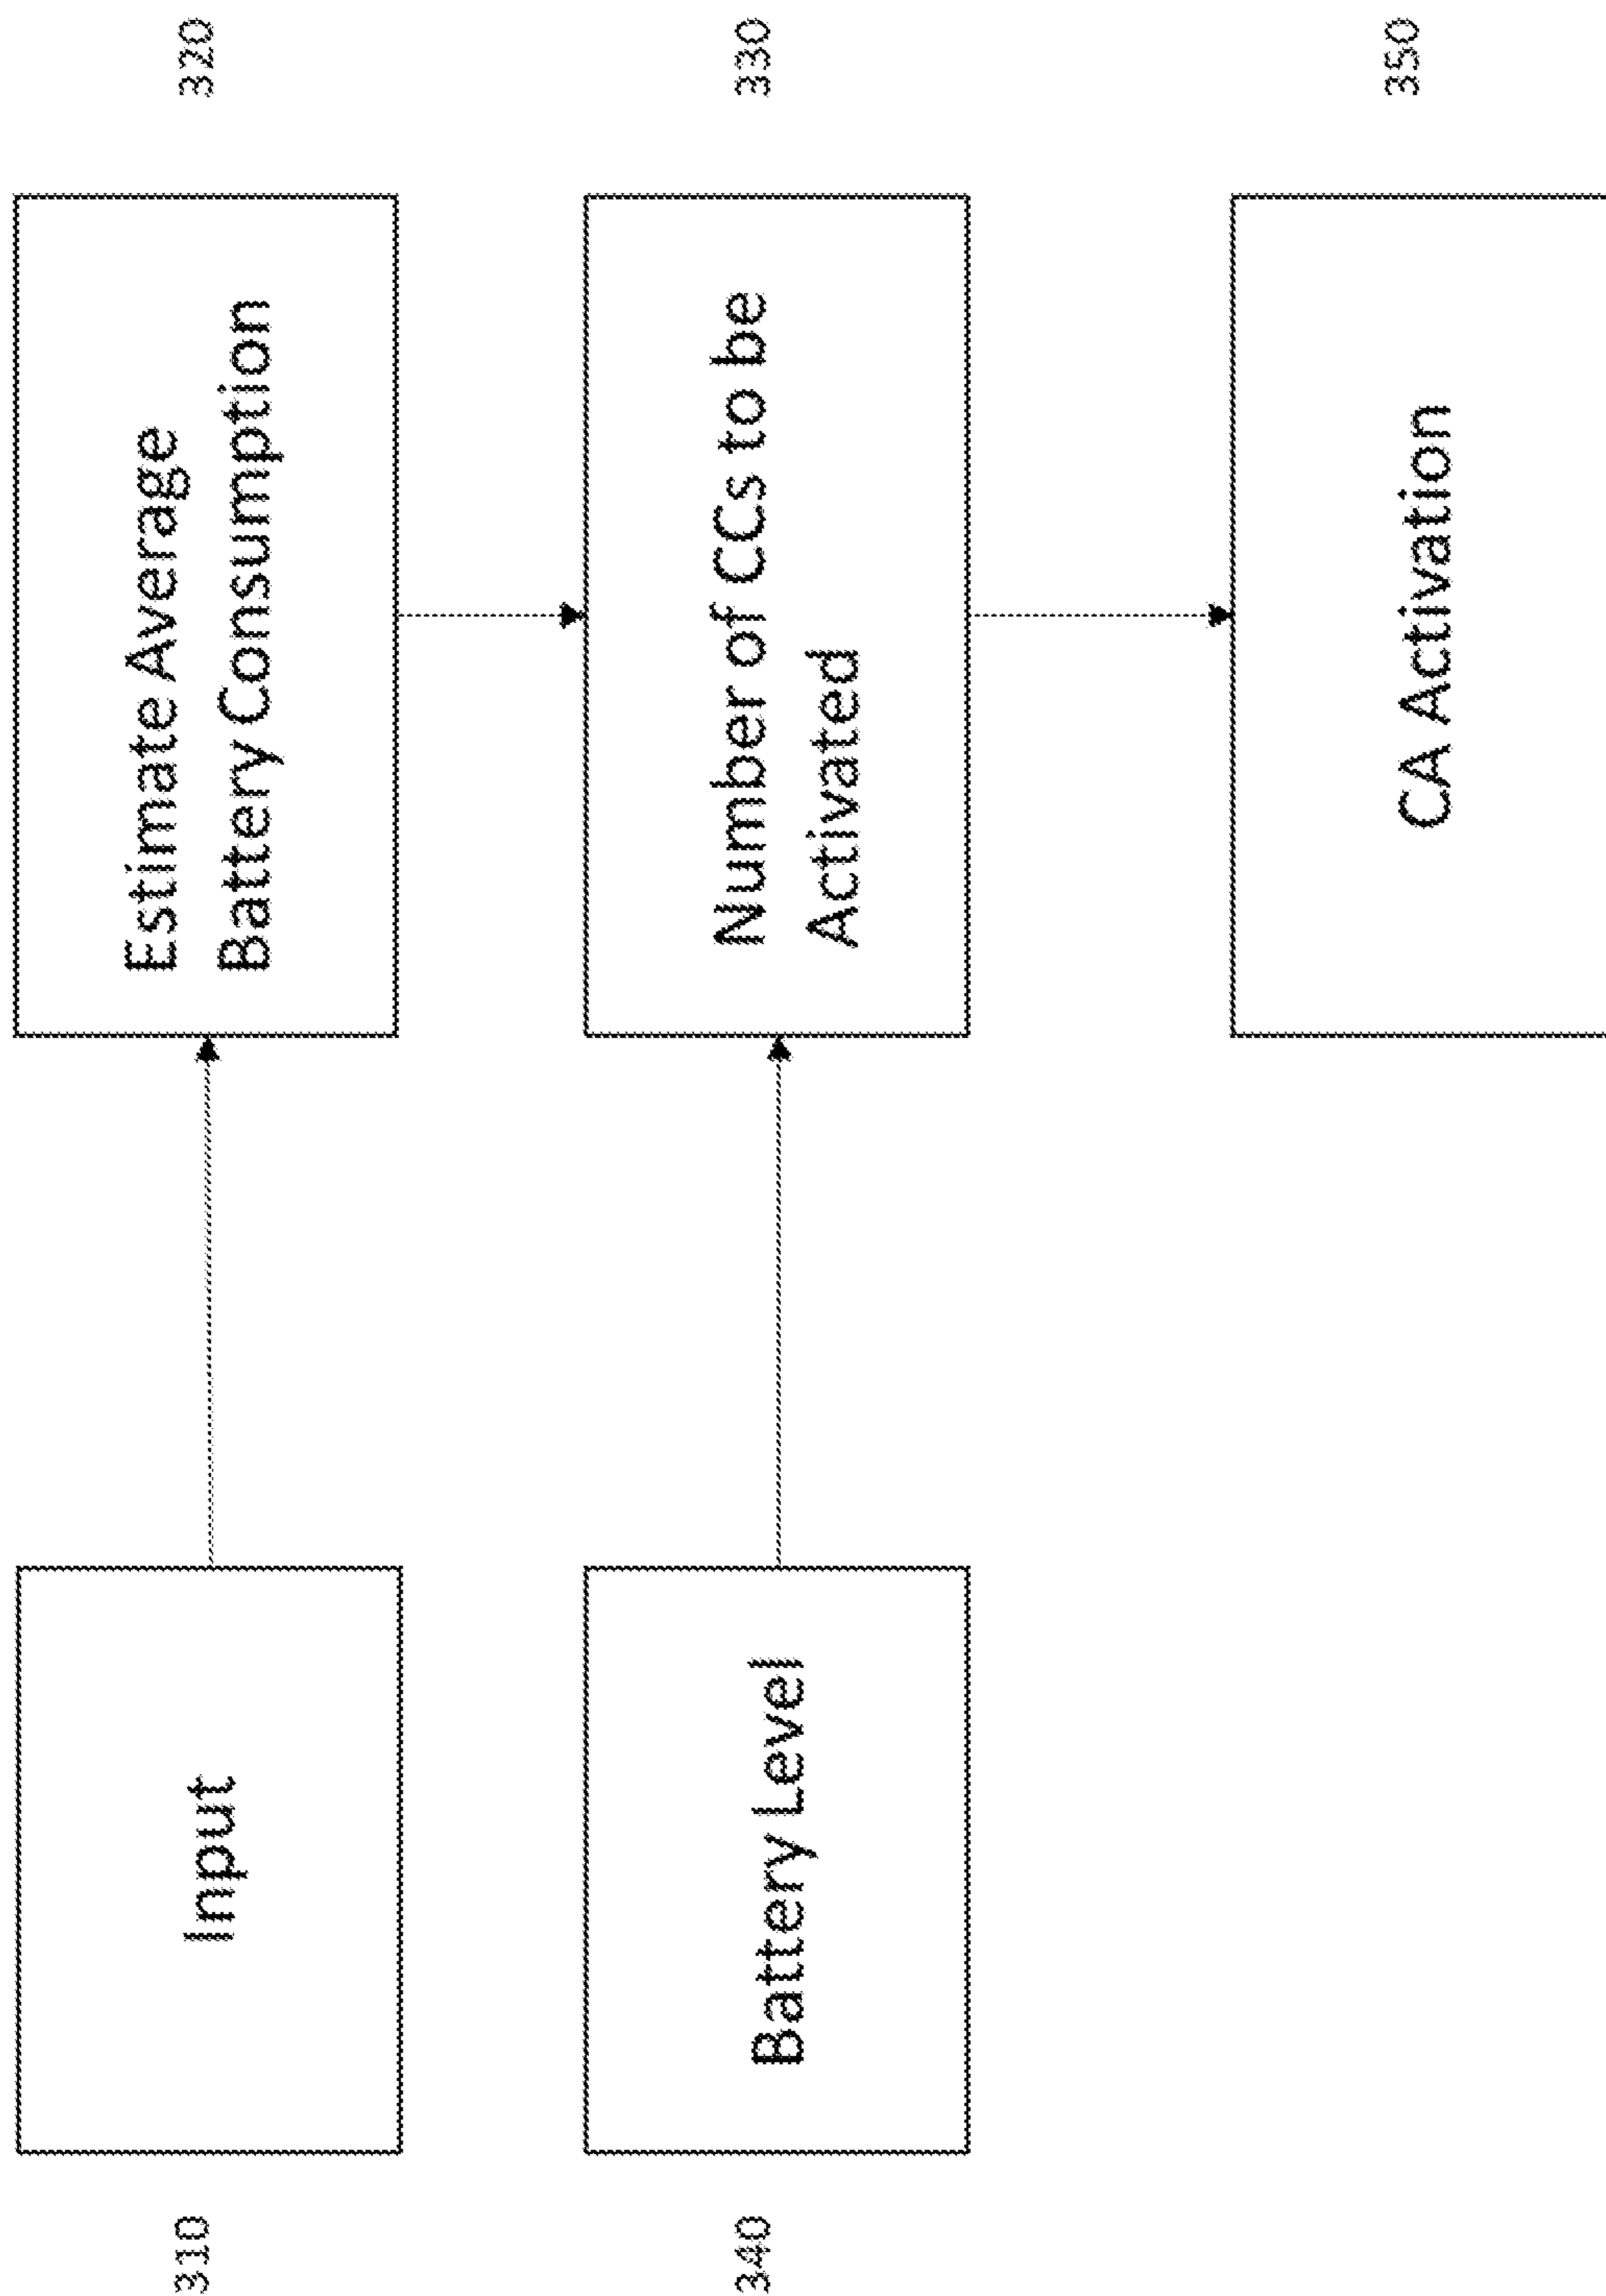 310
Input
Estimate Average
Battery Consumption
320
340
Battery Level
Number of CCs to be
Activated
330
CA Activation
350